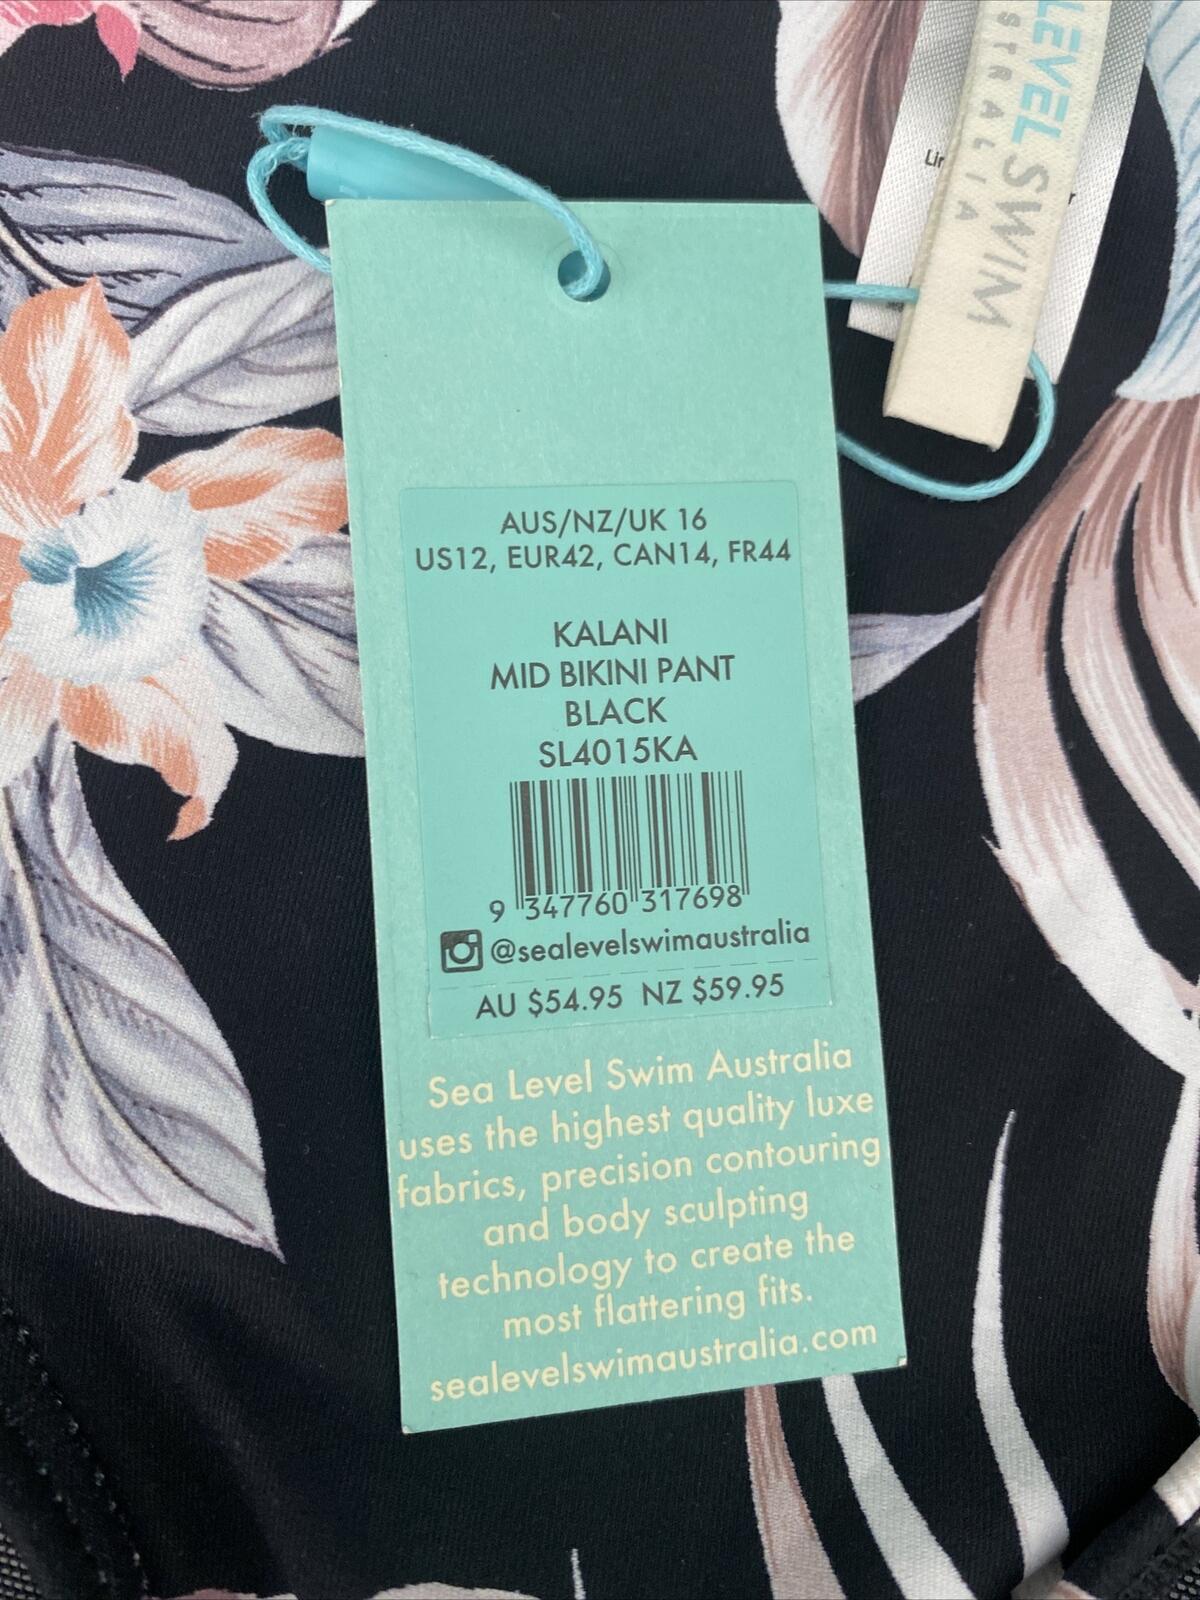 LEVEL SWIM
STRALIA
AUS/NZ/UK 16
US12, EUR42, CAN14, FR44
KALANI
MID BIKINI PANT
BLACK
SL4015KA
9 347760 317698
@sealevelswimaustralia
AU $54.95 NZ $59.95
Sea Level Swim Australia
uses the highest quality luxe
fabrics, precision contouring
and body sculpting
technology to create the
most flattering fits.
sealevelswimaustralia.com